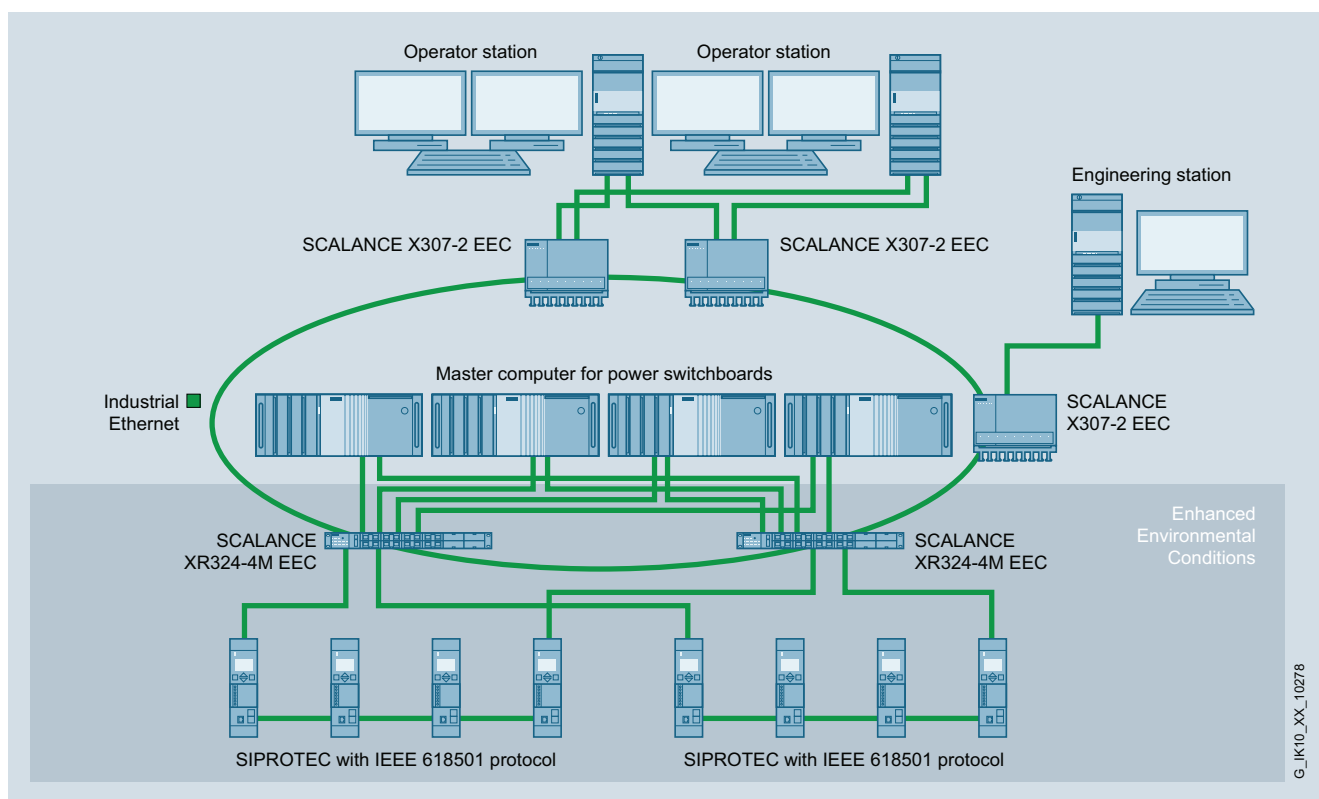 Operator station
Operator station
Engineering station
SCALANCE X307-2 EEC
SCALANCE X307-2 EEC
Master computer for power switchboards
Industrial
Ethernet
SCALANCE
X307-2 EEC
Enhanced
Environmental
Conditions
SCALANCE
XR324-4M EEC
SCALANCE
XR324-4M EEC
SIPROTEC with IEEE 618501 protocol
SIPROTEC with IEEE 618501 protocol
G_IK10_XX_10278